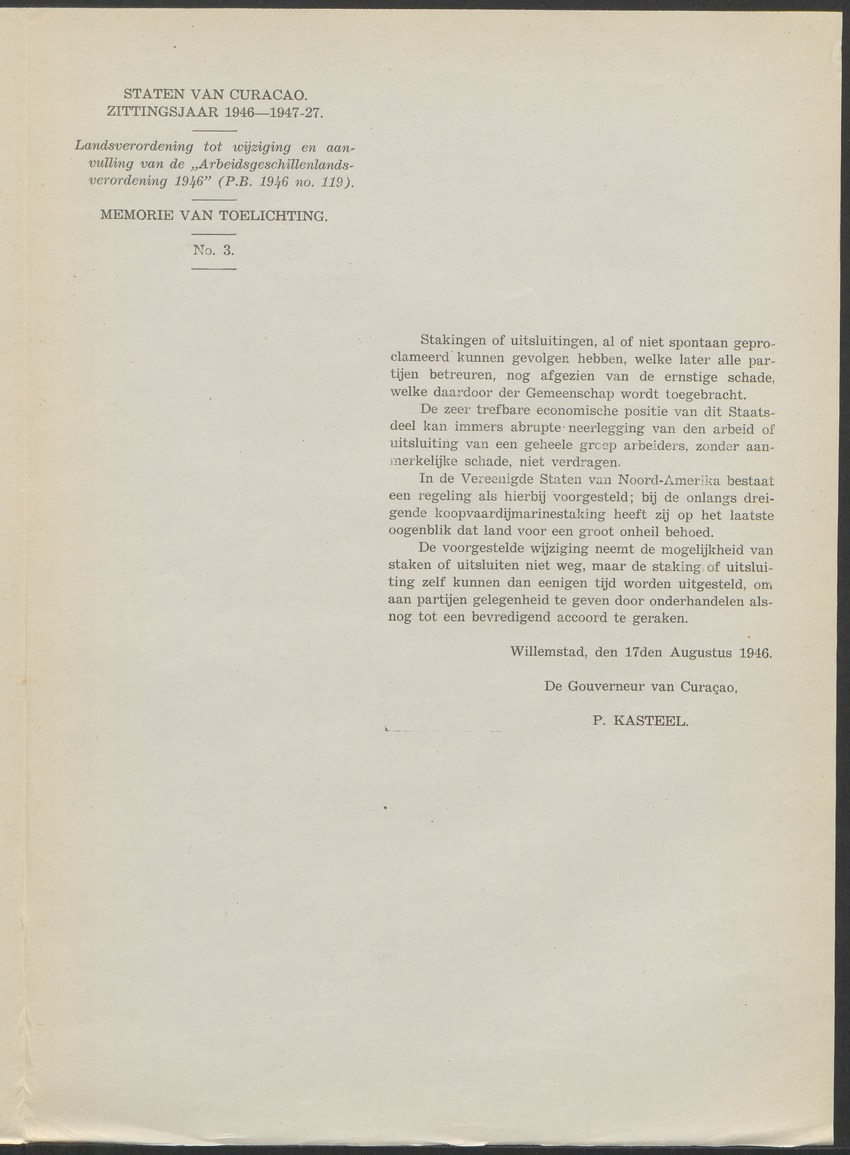 STATEN VAN CURACAO.
ZITTINGSJAAR 1946—1947-27.
Landsverordening tot wijziging en aan-
vulling van de „Arbeidsgeschillenlands-
verordening 1946" (P.B. 1946 no. 119).
MEMORIE VAN TOELICHTING.
No. 3.
Stakingen of uitsluitingen, al of niet spontaan gepro-
clameerd kunnen gevolgen hebben, welke later alle par-
tijen betreuren, nog afgezien van de ernstige schade,
welke daardoor der Gemeenschap wordt toegebracht.
De zeer trefbare economische positie van dit Staats-
deel kan immers abrupte neerlegging van den arbeid of
uitsluiting van een geheele groep arbeiders, zonder aan-
merkelijke schade, niet verdragen.
In de Vereenigde Staten van Noord-Amerika bestaat
een regeling als hierbij voorgesteld; bij de onlangs drei-
gende koopvaardijmarinestaking heeft zij op het laatste
oogenblik dat land voor een groot onheil behoed.
De voorgestelde wijziging neemt de mogelijkheid van
staken of uitsluiten niet weg, maar de staking of uitslui-
ting zelf kunnen dan eenigen tijd worden uitgesteld, om
aan partijen gelegenheid te geven door onderhandelen als-
nog tot een bevredigend accoord te geraken.
Willemstad, den 17den Augustus 1946.
De Gouverneur van Curaçao,
P. KASTEEL.